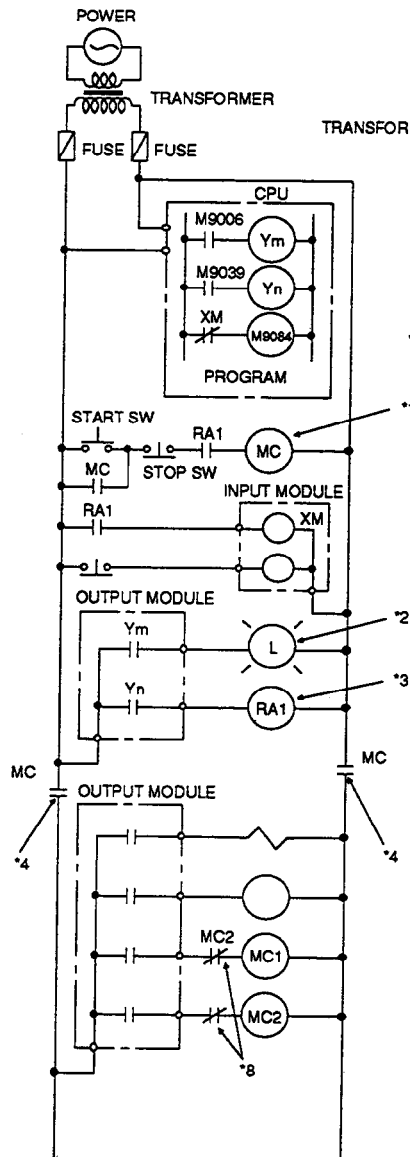 POWER
TRANSFORMER
TRANSFOR
FUSE FUSE
CPU
M9006
Ym
M9039
Yn
XM
M9084
PROGRAM
START SW
RA1
MC
STOP SW
MC
INPUT MODULE
RA1
XM
OUTPUT MODULE
Ym
L
*2
Yn
RA1
*3
MC
MC
OUTPUT MODULE
*4
*4
MC2
MC1
MC2
*8